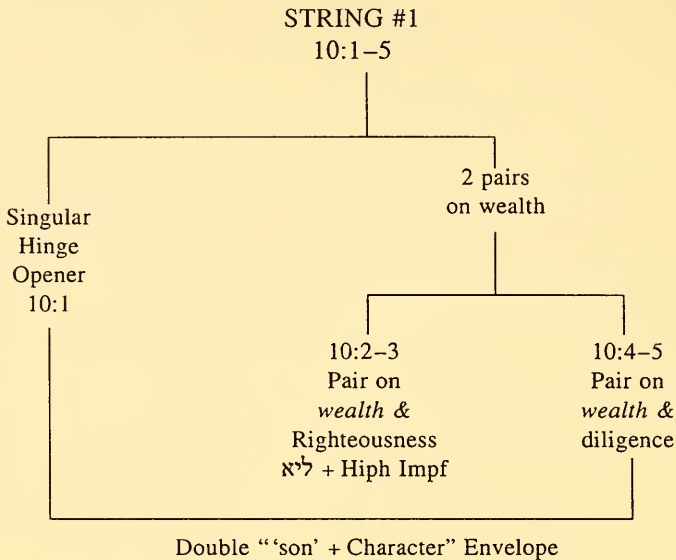 STRING #1
10:1–5
2 pairs
on wealth
Singular
Hinge
Opener
10:1
10:2–3
Pair on
wealth &
Righteousness
ליא + Hiph Impf
10:4–5
Pair on
wealth &
diligence
Double “‘son’ + Character” Envelope